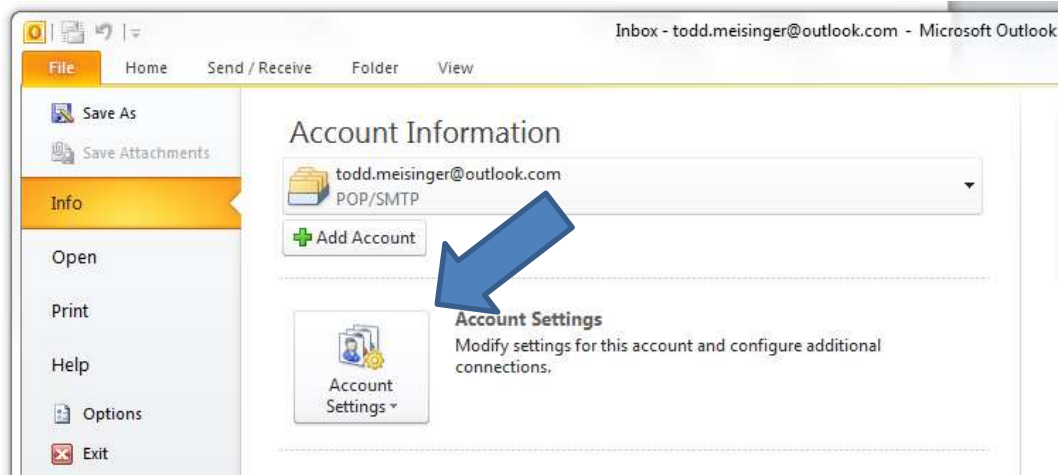 Inbox - todd.meisinger@outlook.com - Microsoft Outlook
File Home Send / Receive Folder View
Save As
Save Attachments
Info
Open
Print
Help
Options
Exit
Account Information
todd.meisinger@outlook.com
POP/SMTP
Add Account
Account Settings
Account Settings
Modify settings for this account and configure additional
connections.